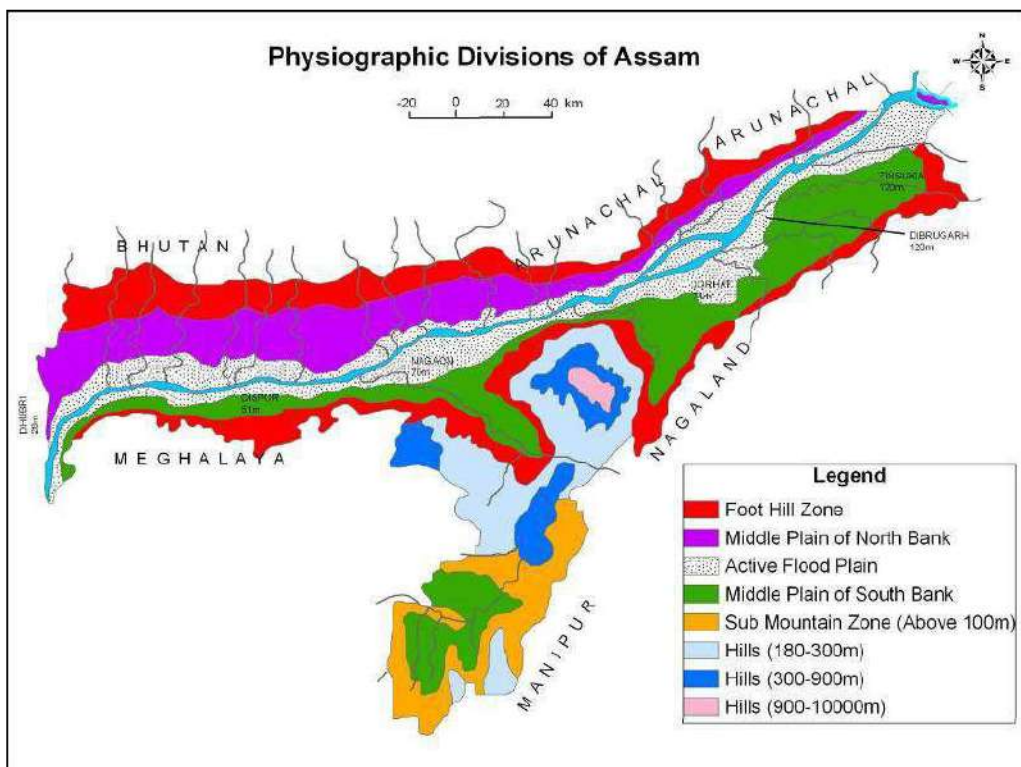 Physiographic Divisions of Assam
N
W E
S
-20 0 20 40 km
ARUNACHAL
ARUNACHAL
BHUTAN
TINSUKIA
120m
DIBRUGARH
120m
JORHAT
NAGAON
DISPUR
51m
DHUBRI
MEGHALAYA
NAGALAND
MANIPUR
Legend
Foot Hill Zone
Middle Plain of North Bank
Active Flood Plain
Middle Plain of South Bank
Sub Mountain Zone (Above 100m)
Hills (180-300m)
Hills (300-900m)
Hills (900-10000m)